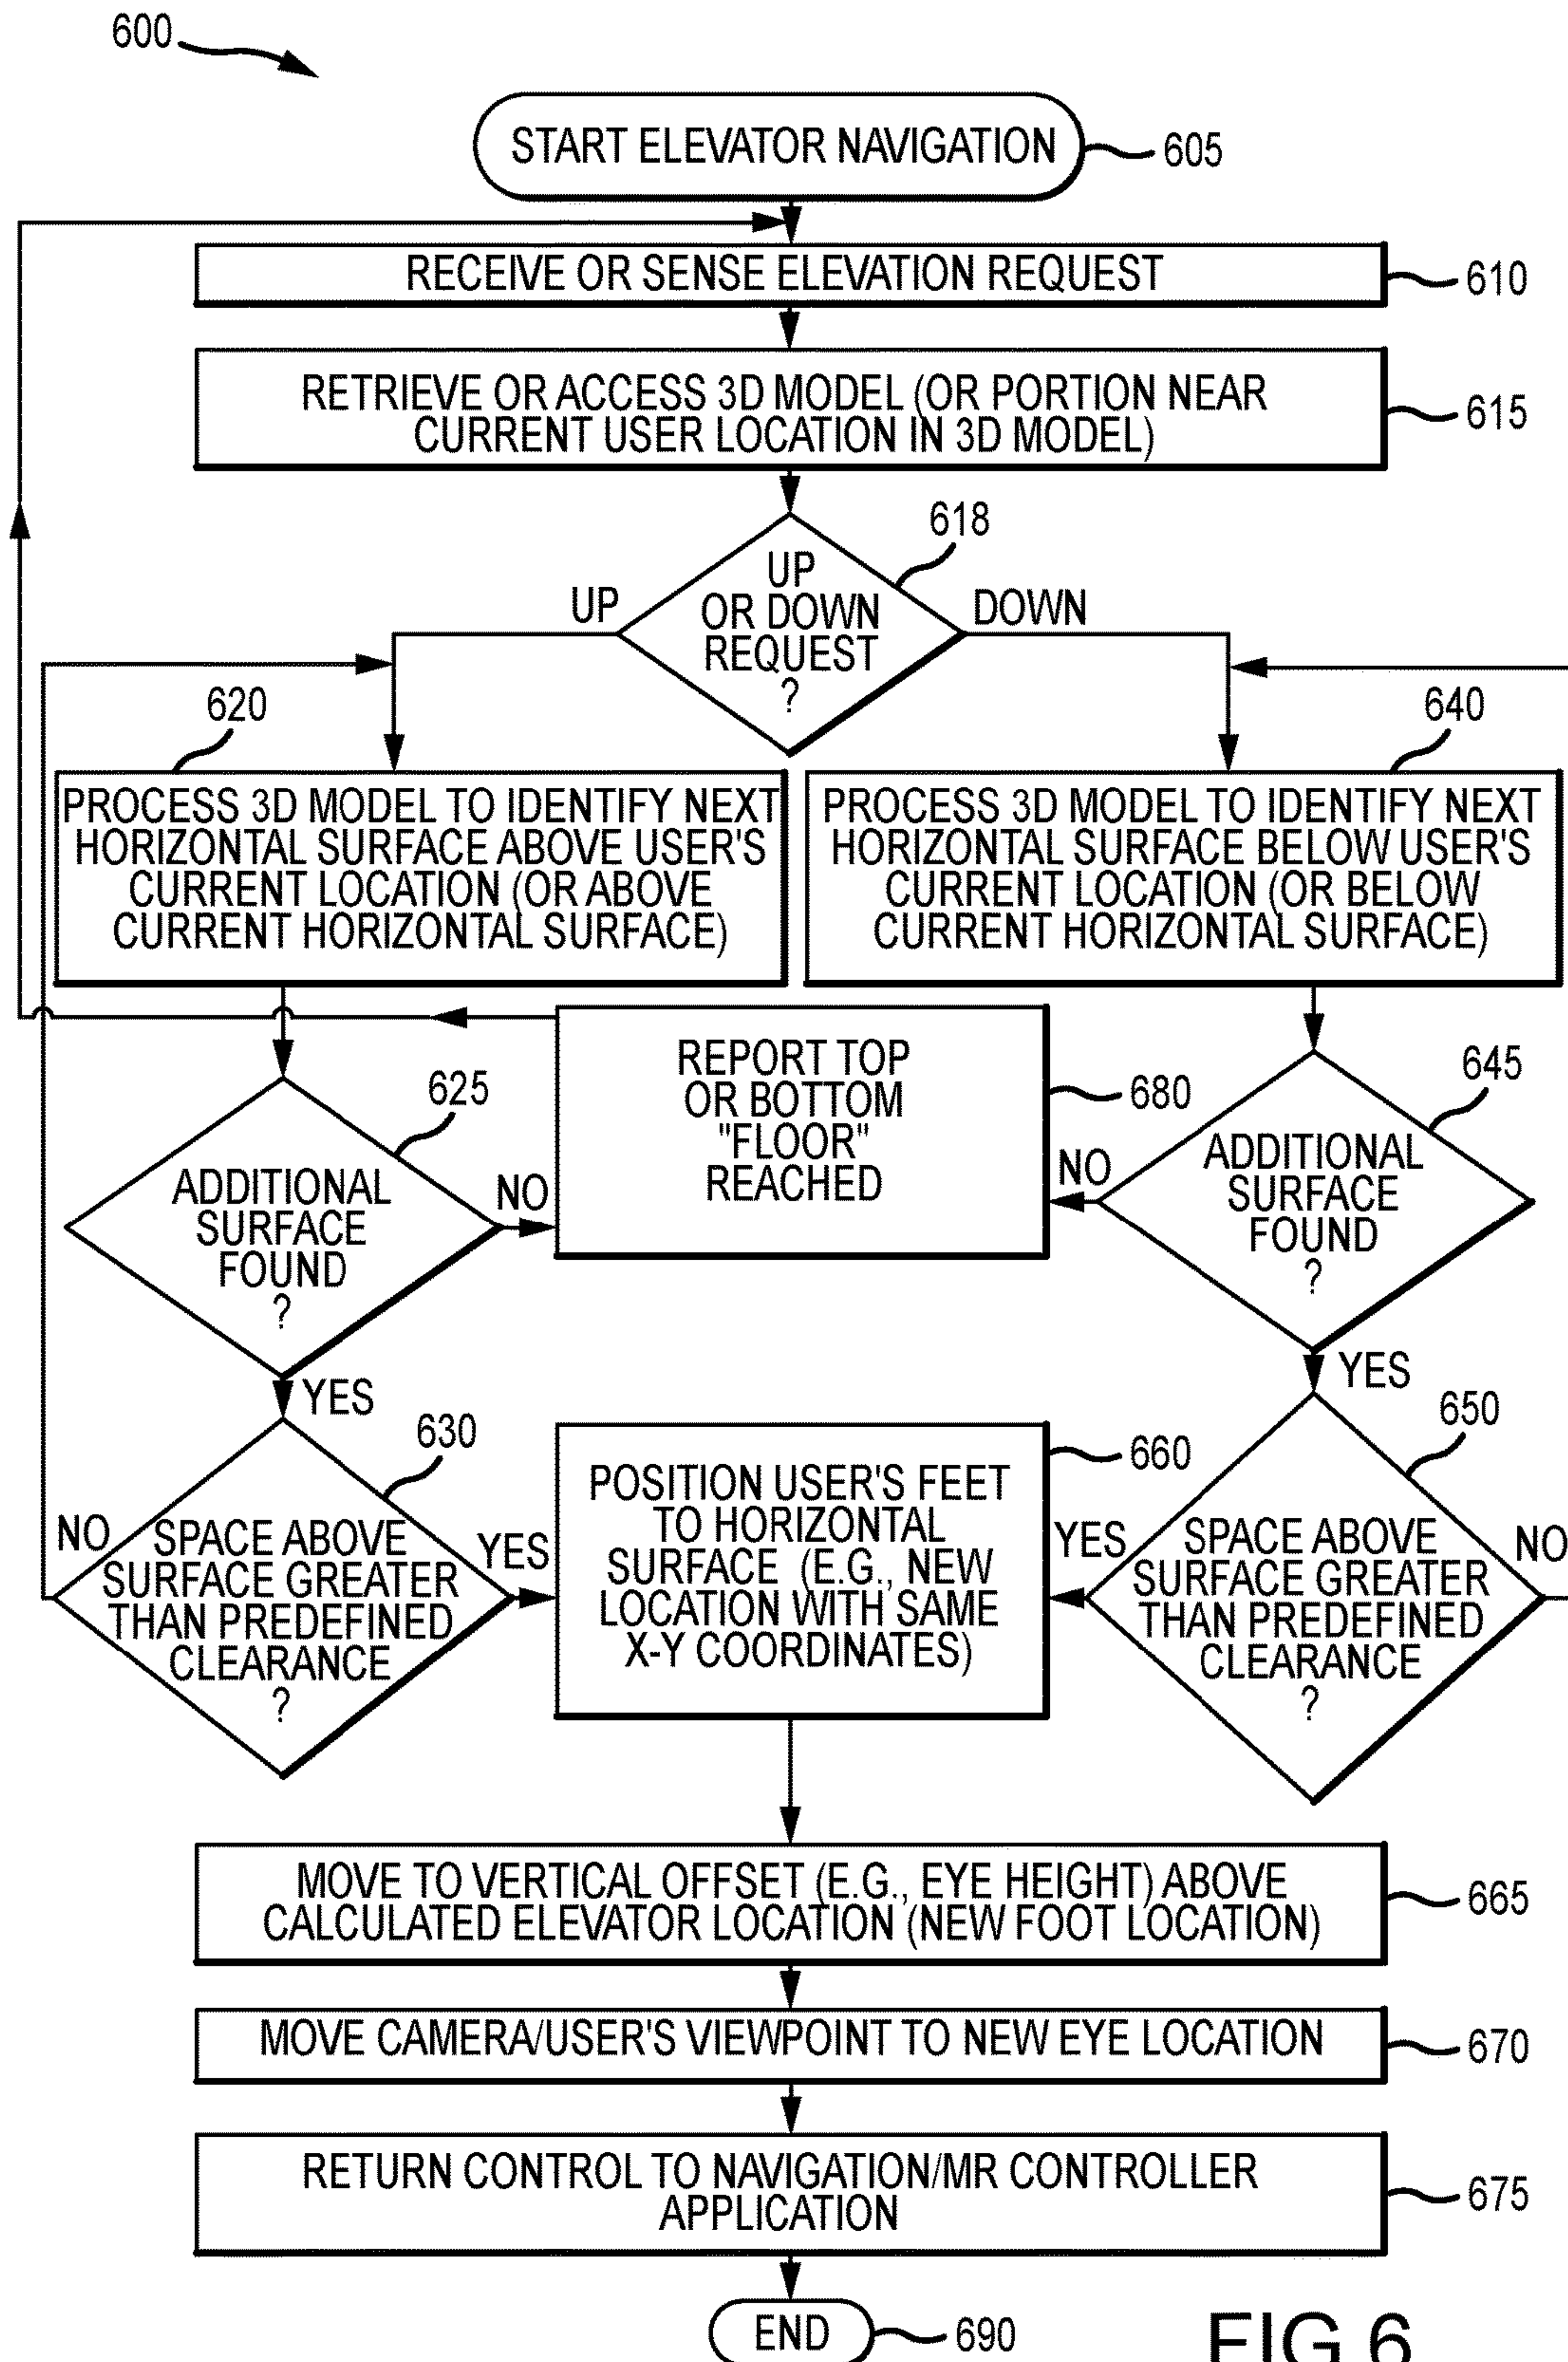 600
START ELEVATOR NAVIGATION
605
RECEIVE OR SENSE ELEVATION REQUEST
610
RETRIEVE OR ACCESS 3D MODEL (OR PORTION NEAR
CURRENT USER LOCATION IN 3D MODEL)
615
618
UP
OR DOWN
REQUEST
?
UP
DOWN
620
PROCESS 3D MODEL TO IDENTIFY NEXT
HORIZONTAL SURFACE ABOVE USER'S
CURRENT LOCATION (OR ABOVE
CURRENT HORIZONTAL SURFACE)
640
PROCESS 3D MODEL TO IDENTIFY NEXT
HORIZONTAL SURFACE BELOW USER'S
CURRENT LOCATION (OR BELOW
CURRENT HORIZONTAL SURFACE)
625
ADDITIONAL
SURFACE
FOUND
?
NO
YES
REPORT TOP
OR BOTTOM
"FLOOR"
REACHED
680
645
ADDITIONAL
SURFACE
FOUND
?
NO
YES
630
SPACE ABOVE
SURFACE GREATER
THAN PREDEFINED
CLEARANCE
?
NO
YES
POSITION USER'S FEET
TO HORIZONTAL
SURFACE (E.G., NEW
LOCATION WITH SAME
X-Y COORDINATES)
660
650
SPACE ABOVE
SURFACE GREATER
THAN PREDEFINED
CLEARANCE
?
YES
NO
MOVE TO VERTICAL OFFSET (E.G., EYE HEIGHT) ABOVE
CALCULATED ELEVATOR LOCATION (NEW FOOT LOCATION)
665
MOVE CAMERA/USER'S VIEWPOINT TO NEW EYE LOCATION
670
RETURN CONTROL TO NAVIGATION/MR CONTROLLER
APPLICATION
675
END
690
FIG.6